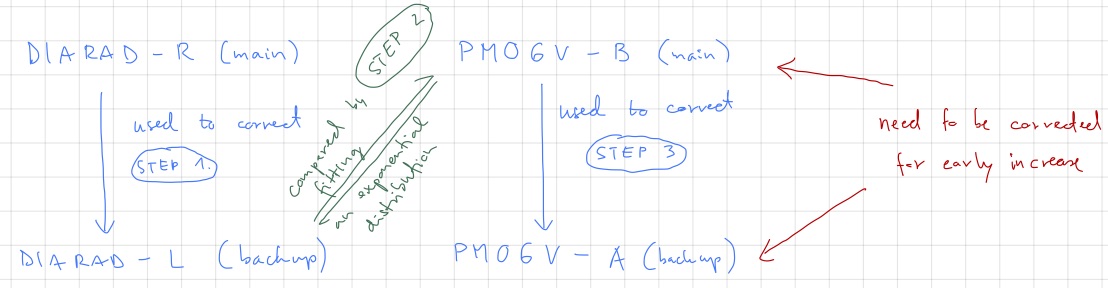 DIARAD - R (main)
STEP 2
PMO6V - B (main)
used to correct
STEP 1.
compared by
fitting
an exponential
distribution
used to correct
STEP 3
need to be corrected
for early increase
DIARAD - L (backup)
PMO6V - A (backup)